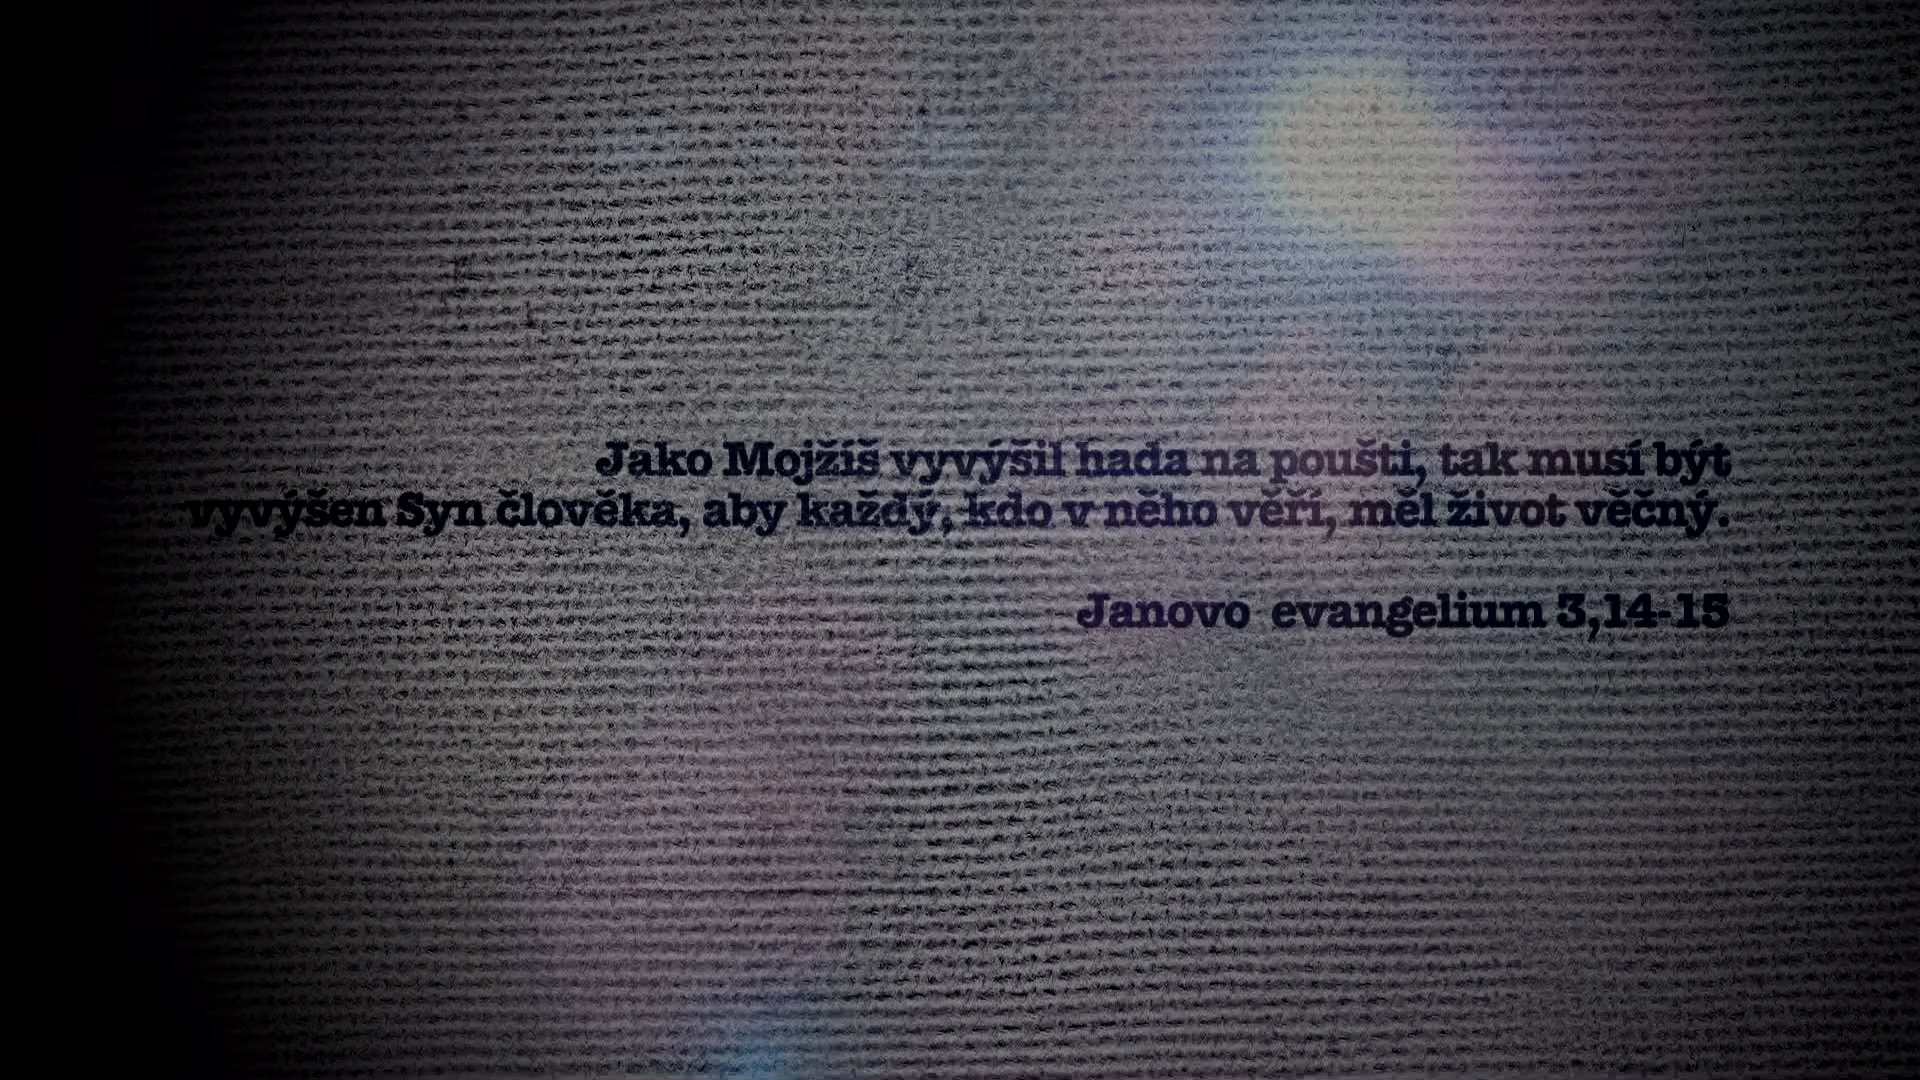 Jako Mojžíš vyvýšil hada na poušti, tak musí být
vyvýšen Syn člověka, aby každý, kdo v něho věří, měl život věčný.
Janovo evangelium 3,14-15